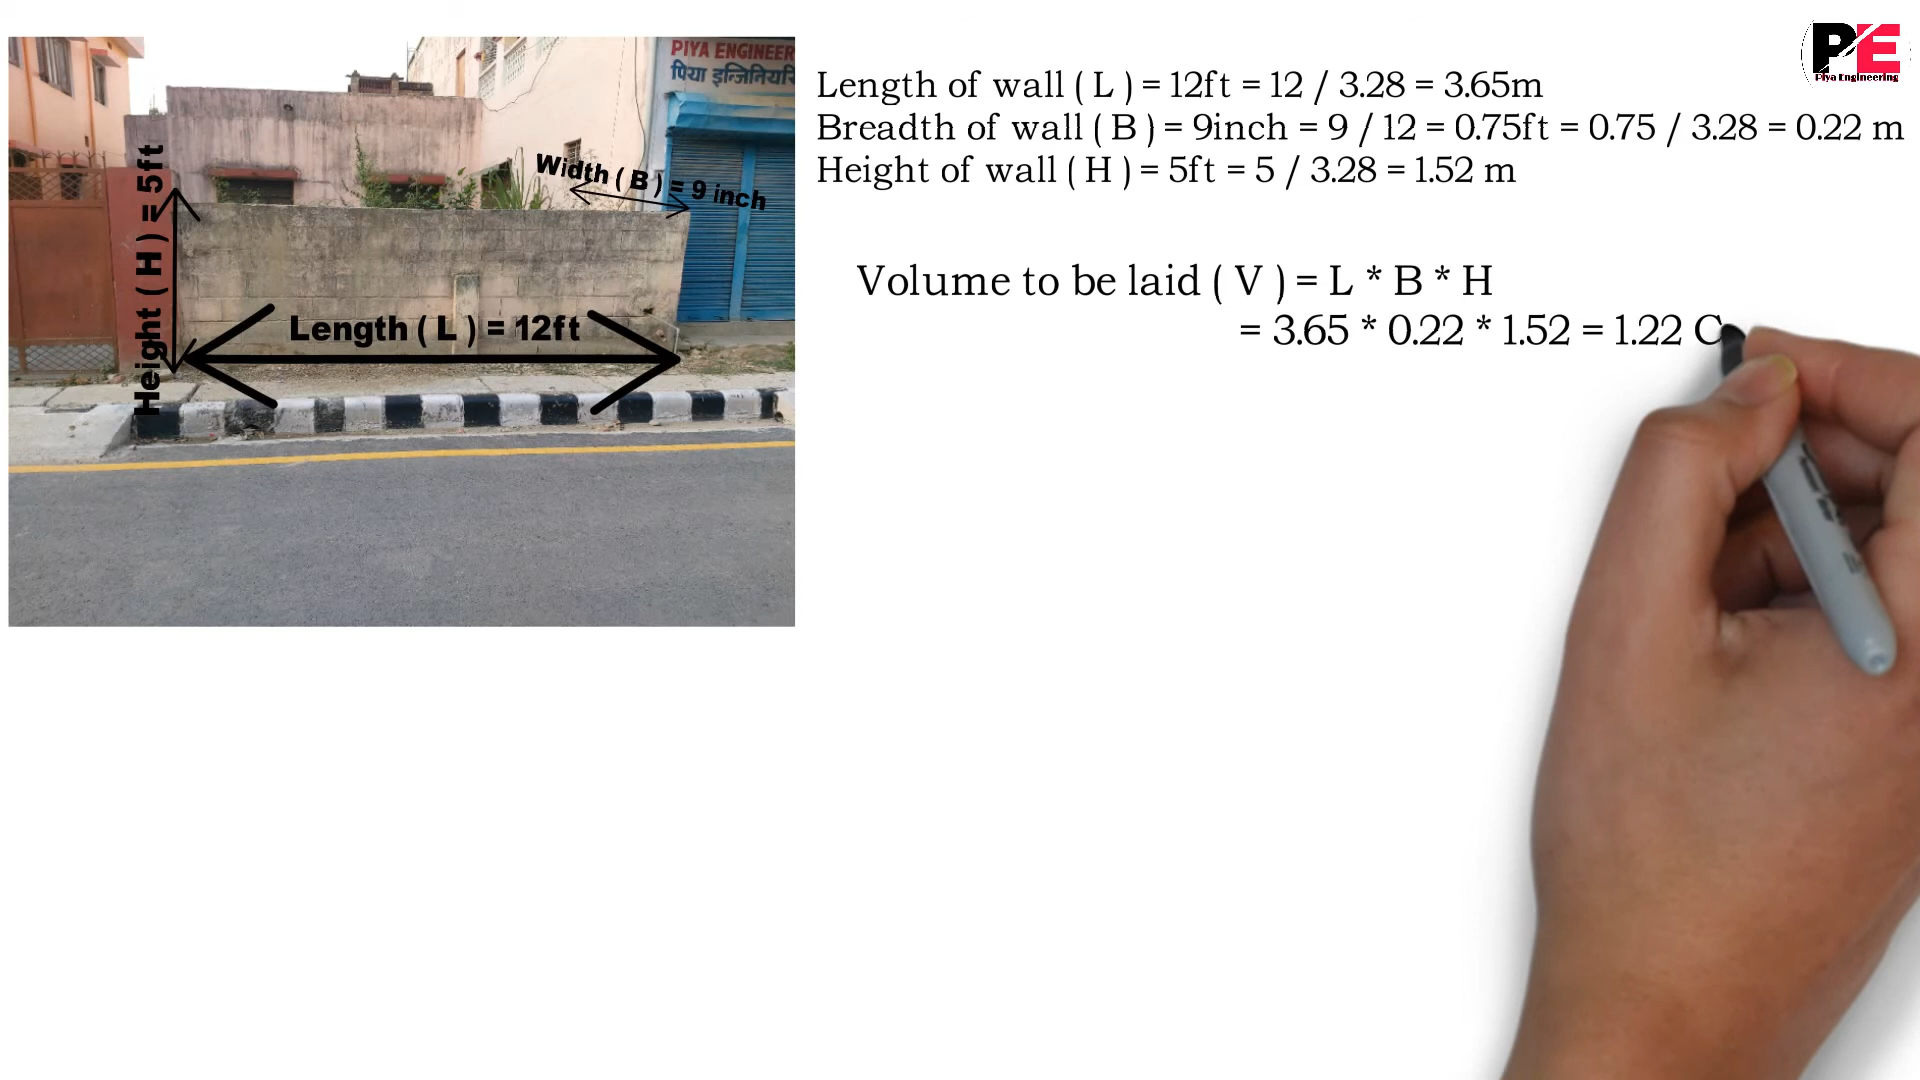 PIYA ENGINEER
पिया इन्जिनियरि
Width ( B ) = 9 inch
Height ( H ) = 5ft
Length ( L ) = 12ft
PE
Piya Engineering
Length of wall ( L ) = 12ft = 12 / 3.28 = 3.65m
Breadth of wall ( B ) = 9inch = 9 / 12 = 0.75ft = 0.75 / 3.28 = 0.22 m
Height of wall ( H ) = 5ft = 5 / 3.28 = 1.52 m
Volume to be laid ( V ) = L * B * H
= 3.65 * 0.22 * 1.52 = 1.22 C